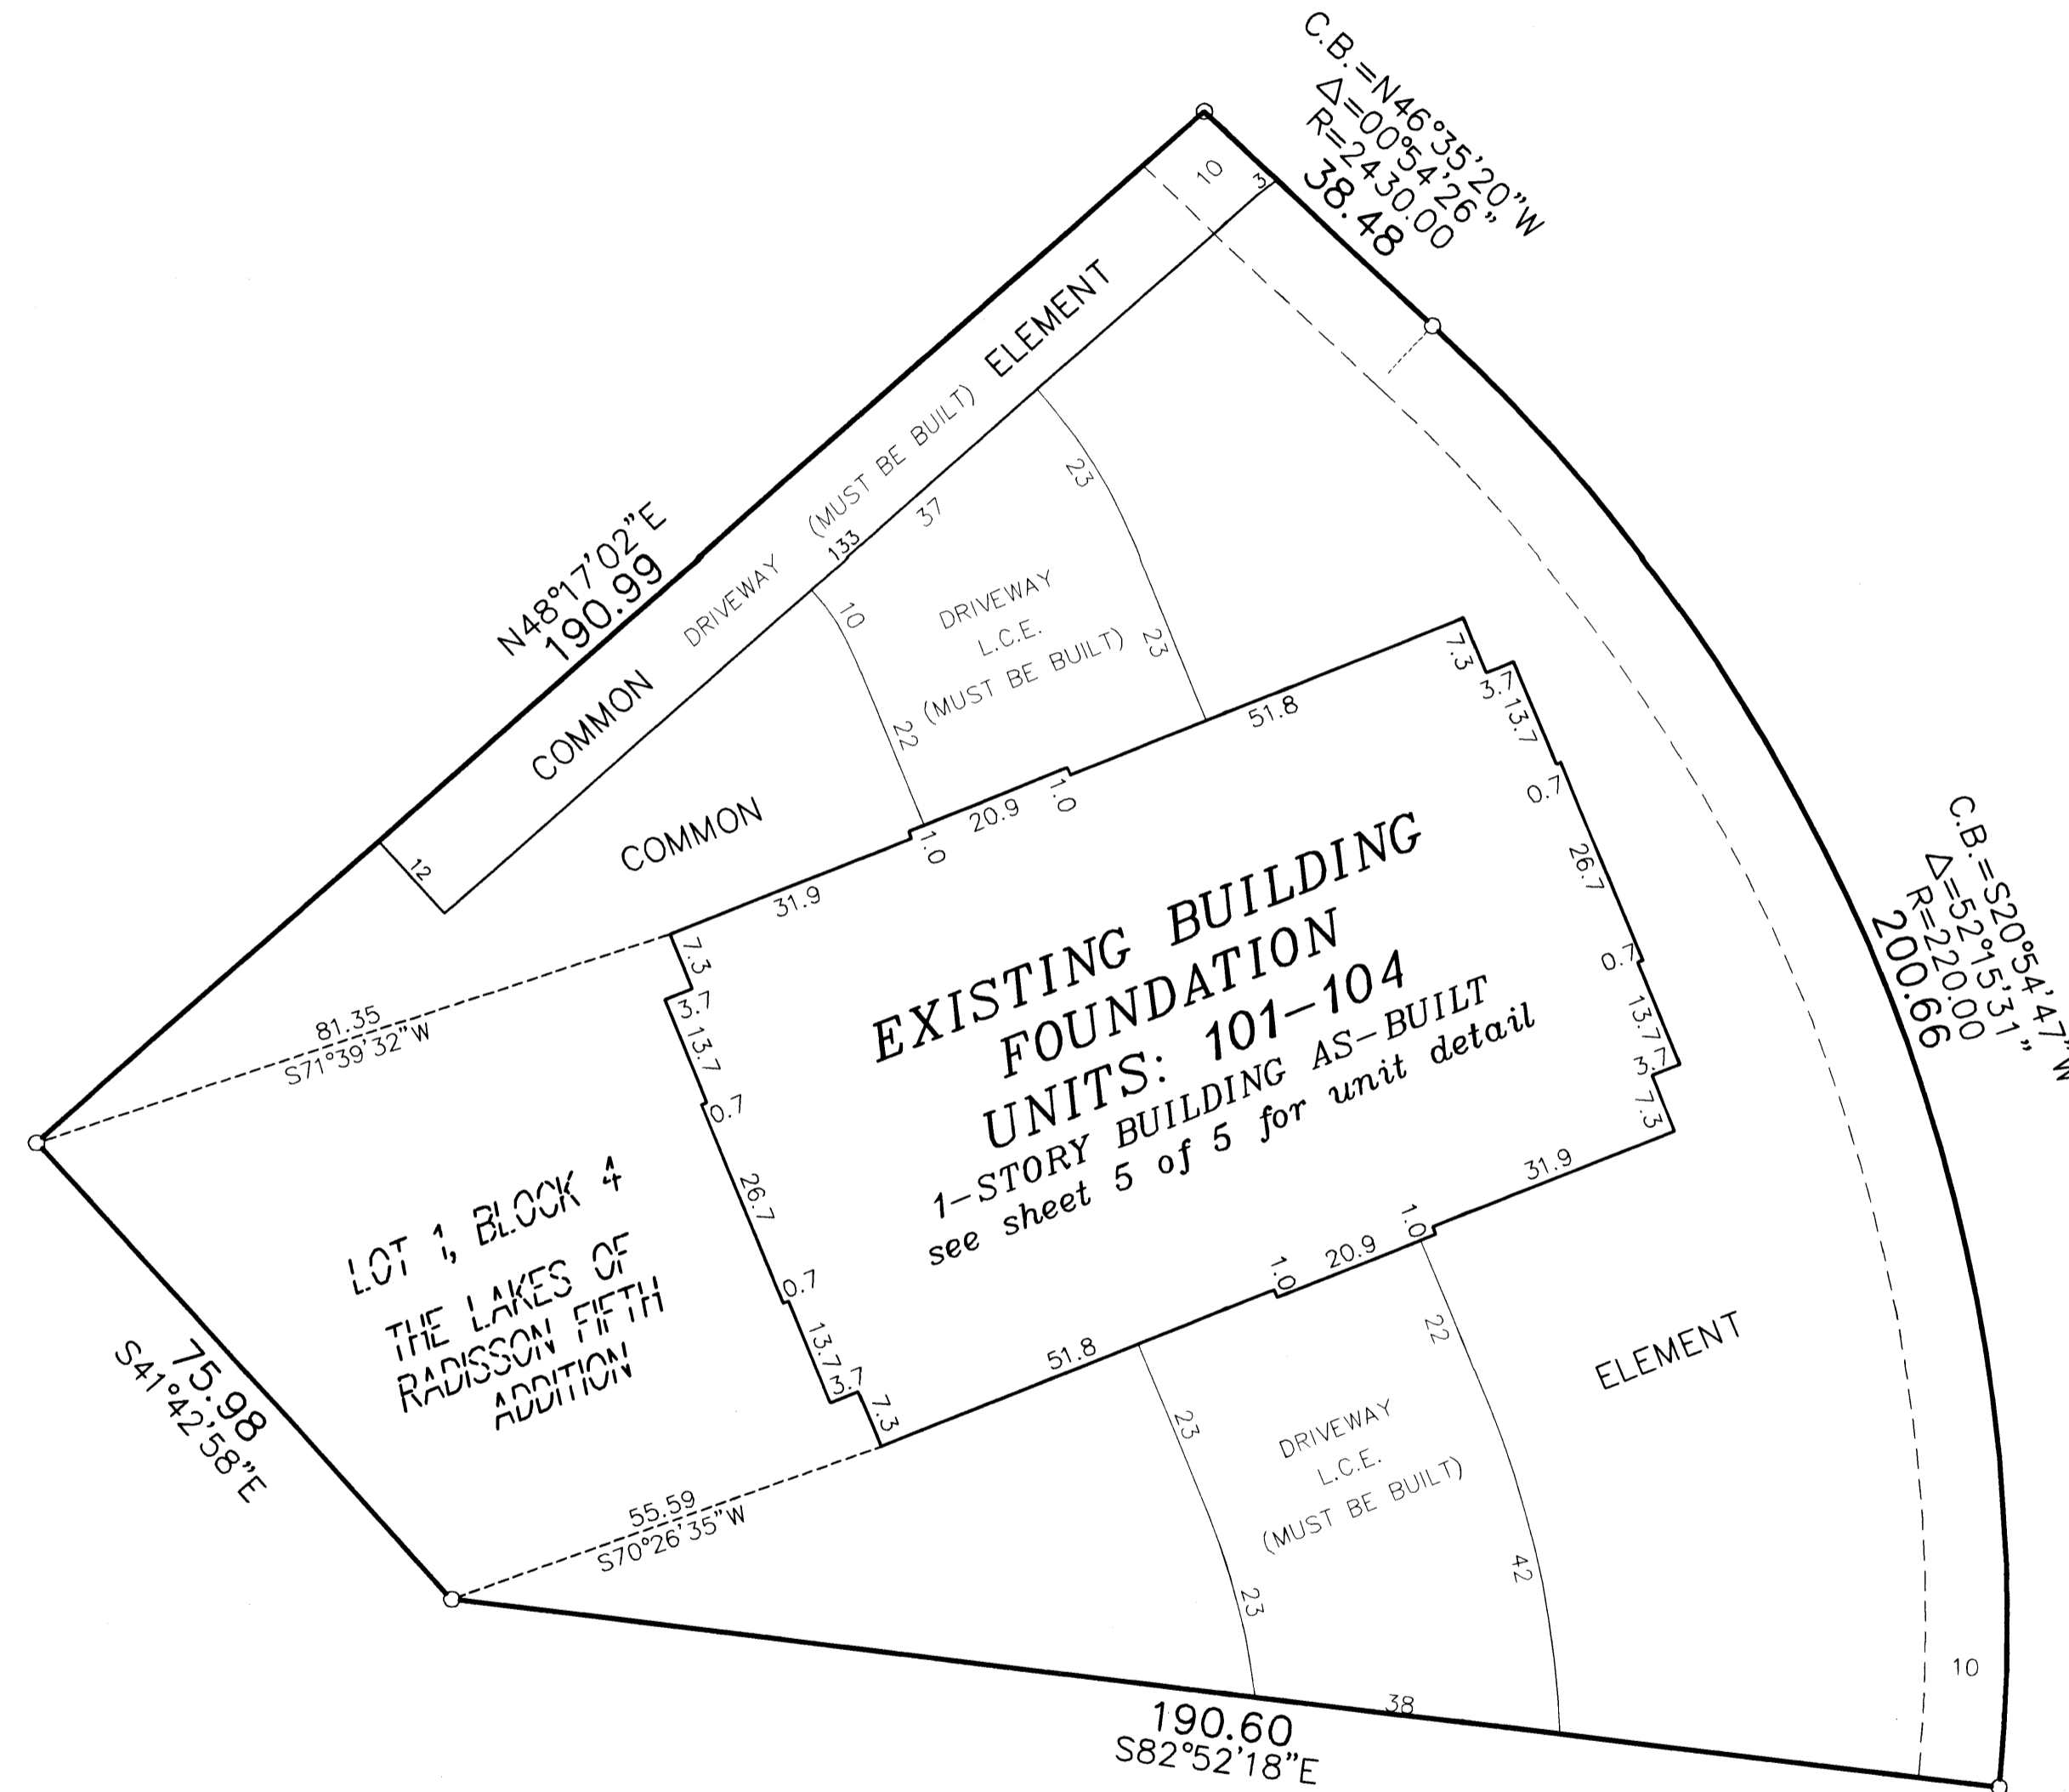 C.B.=N46°35'20"W
Δ=00°54'26"
R=2430.00
38.48
10
3
N48°17'02"E
190.99
COMMON DRIVEWAY (MUST BE BUILT) ELEMENT
133
37
23
10
DRIVEWAY
L.C.E.
(MUST BE BUILT)
23
22
12
COMMON
31.9
1.0
20.9
1.0
51.8
7.3
3.7
13.7
0.7
26.7
0.7
13.7
3.7
7.3
C.B.=S20°54'47"W
Δ=52°15'31"
R=220.00
200.66
EXISTING BUILDING
FOUNDATION
UNITS: 101-104
1-STORY BUILDING AS-BUILT
see sheet 5 of 5 for unit detail
7.3
3.7
13.7
0.7
26.7
0.7
13.7
3.7
7.3
81.35
S71°39'32"W
LOT 1, BLOCK 4
THE LAKES OF
RADISSON FIFTH
ADDITION
75.98
S41°42'58"E
55.59
S70°26'35"W
51.8
1.0
20.9
1.0
31.9
23
22
DRIVEWAY
L.C.E.
(MUST BE BUILT)
23
42
ELEMENT
10
38
190.60
S82°52'18"E